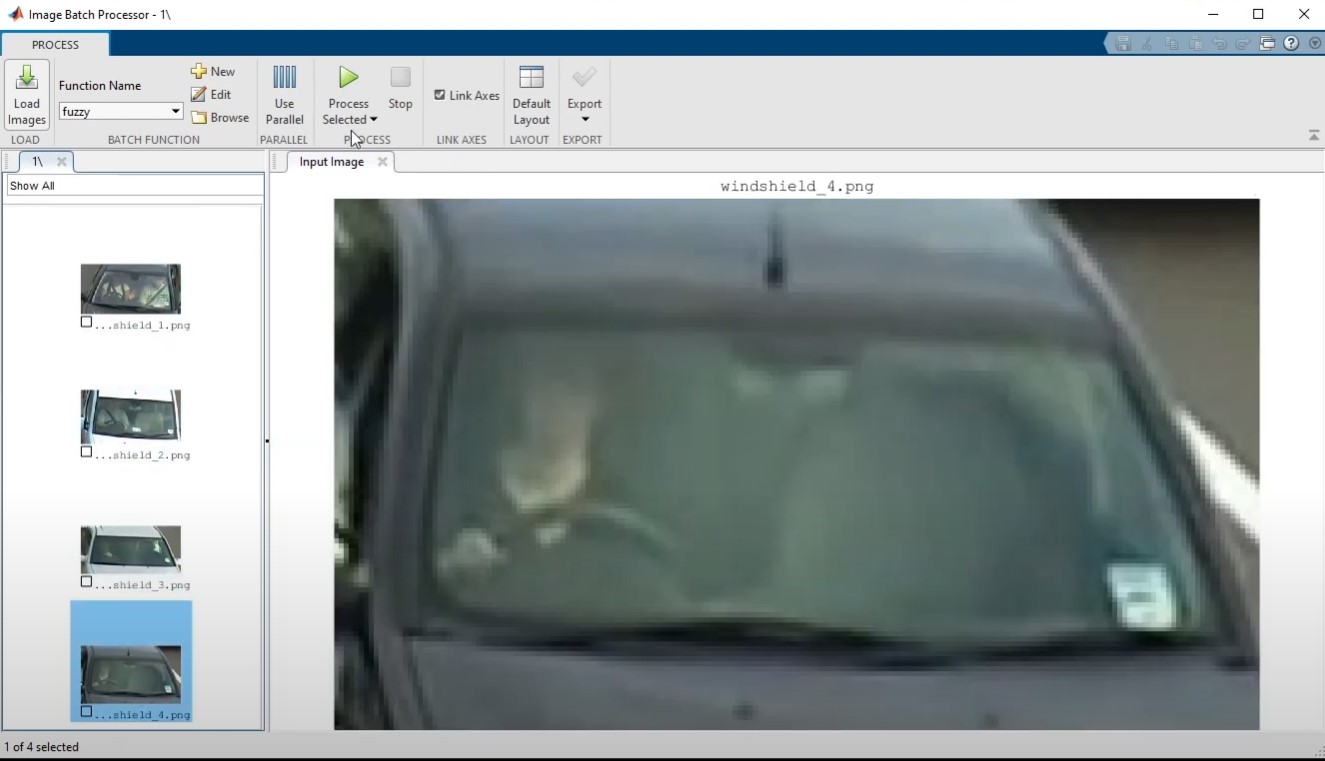 Image Batch Processor - 1\
PROCESS
Load Images
LOAD
Function Name
fuzzy
New
Edit
Browse
BATCH FUNCTION
Use Parallel
PARALLEL
Process Selected
Stop
PROCESS
Link Axes
LINK AXES
Default Layout
LAYOUT
Export
EXPORT
1\
Show All
...shield_1.png
...shield_2.png
...shield_3.png
...shield_4.png
Input Image
windshield_4.png
1 of 4 selected